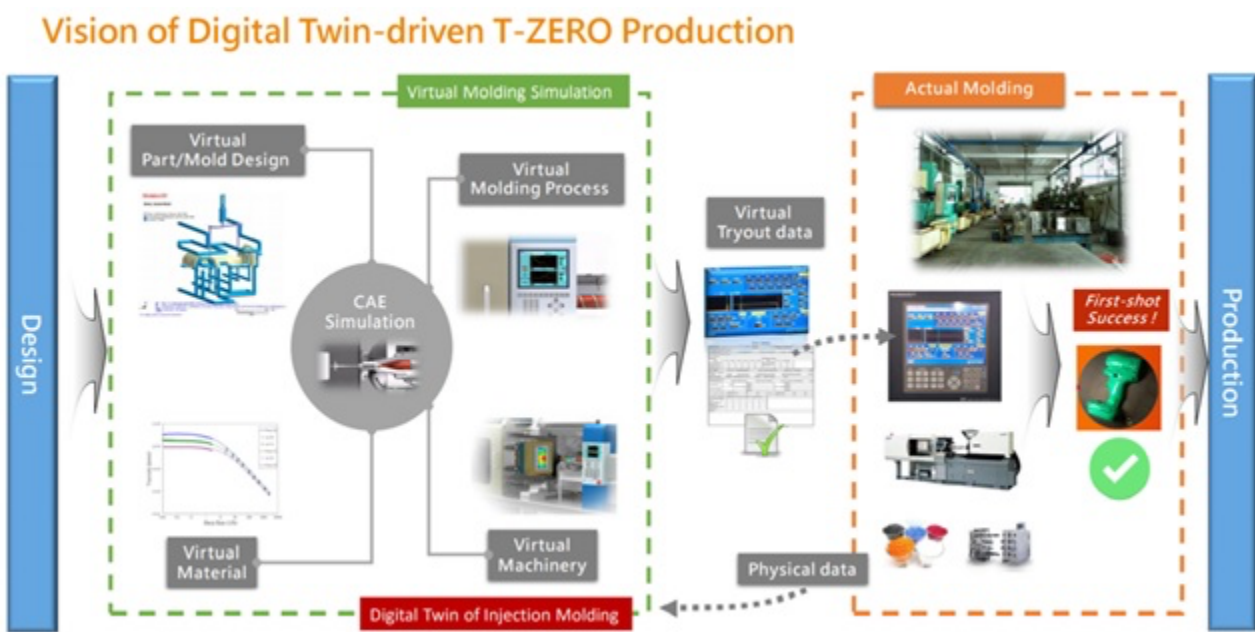 Vision of Digital Twin-driven T-ZERO Production
Design
Virtual Molding Simulation
Virtual
Part/Mold Design
Virtual
Molding Process
CAE
Simulation
Virtual
Material
Virtual
Machinery
Digital Twin of Injection Molding
Virtual
Tryout data
Physical data
Actual Molding
First-shot
Success !
Production